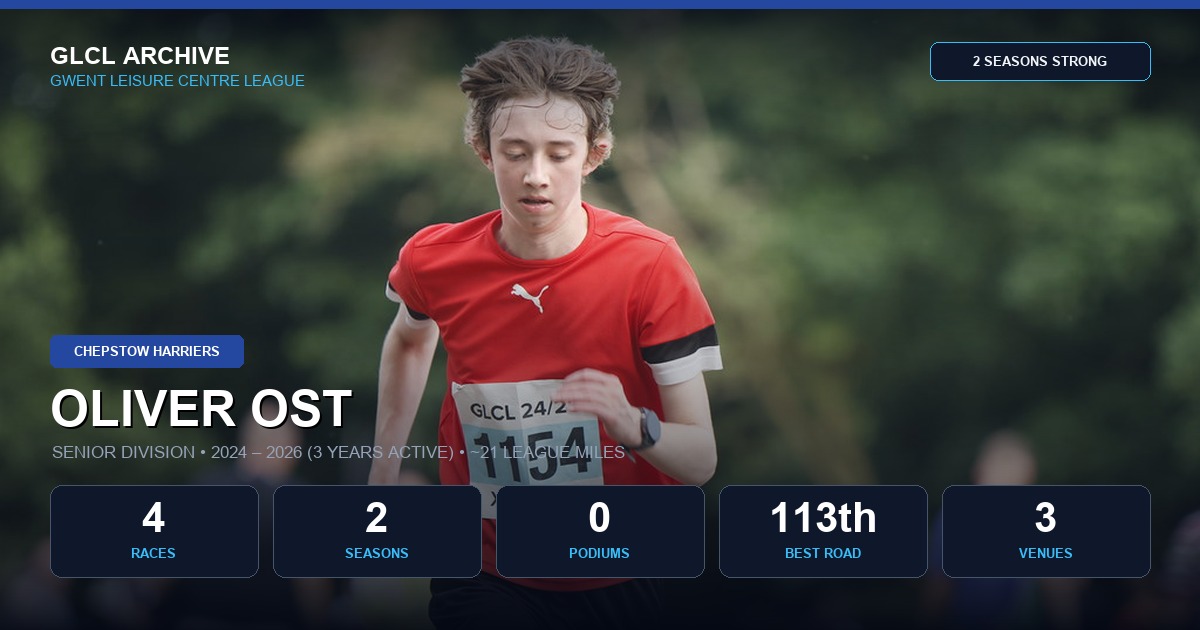 GLCL ARCHIVE
GWENT LEISURE CENTRE LEAGUE
2 SEASONS STRONG
CHEPSTOW HARRIERS
OLIVER OST
SENIOR DIVISION • 2024 – 2026 (3 YEARS ACTIVE) • ~21 LEAGUE MILES
GLCL 24/2
1154
4
RACES
2
SEASONS
0
PODIUMS
113th
BEST ROAD
3
VENUES